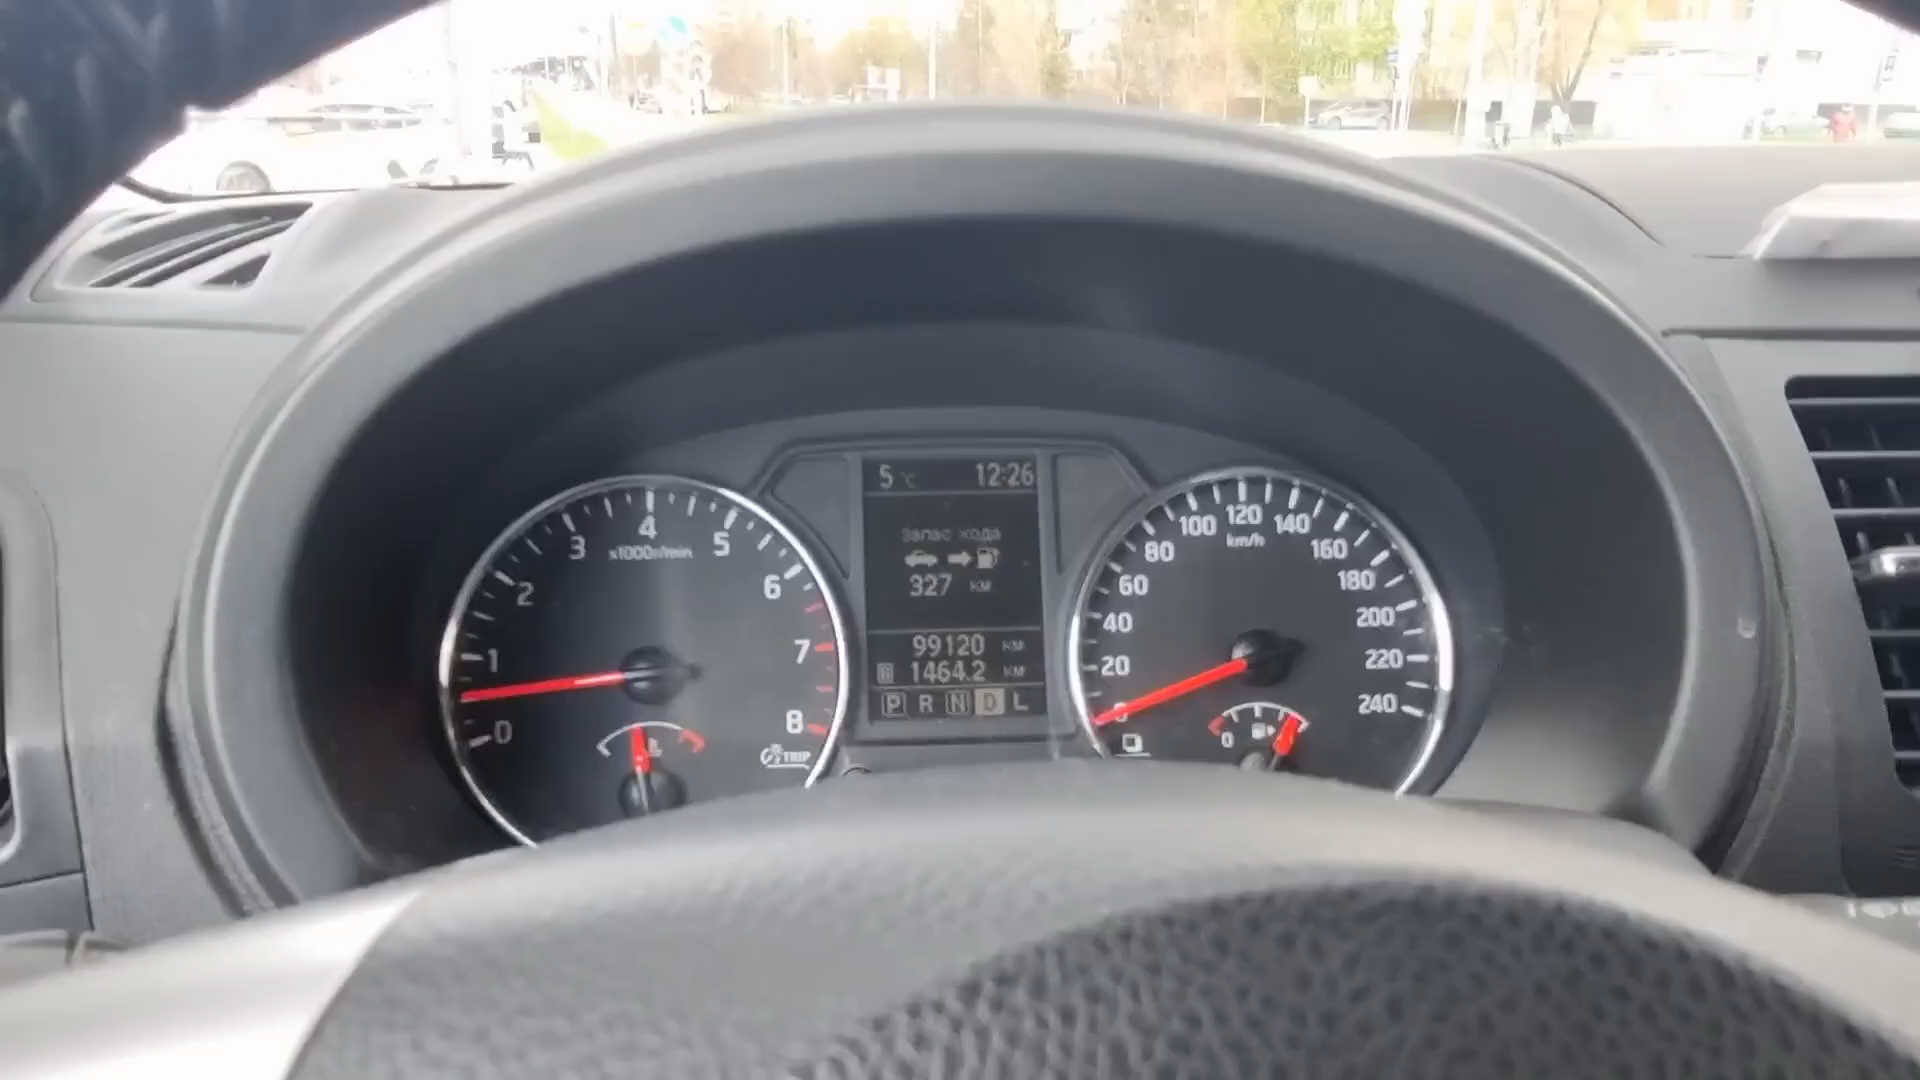 5 °C 12:26
Запас хода
327 км
99120 км
B 1464.2 км
P R N D L
0 1 2 3 4 5 6 7 8
x1000r/min
TRIP
0 20 40 60 80 100 120 140 160 180 200 220 240
km/h
0